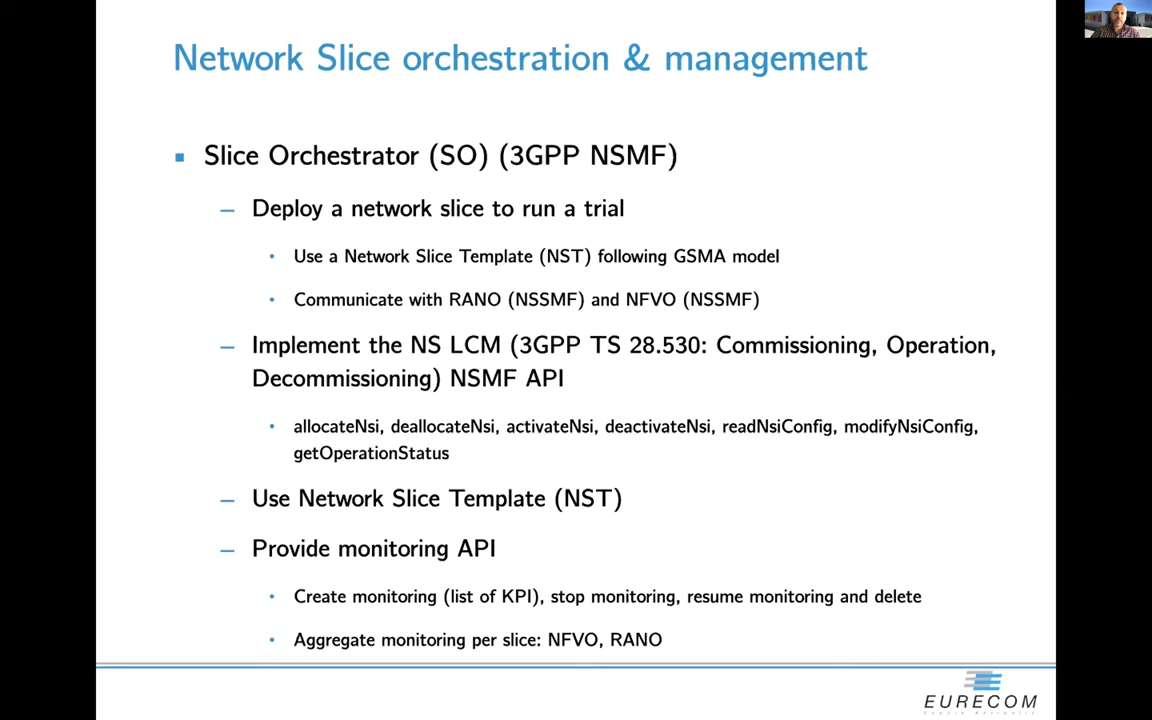 Network Slice orchestration & management
Slice Orchestrator (SO) (3GPP NSMF)
– Deploy a network slice to run a trial
• Use a Network Slice Template (NST) following GSMA model
• Communicate with RANO (NSSMF) and NFVO (NSSMF)
– Implement the NS LCM (3GPP TS 28.530: Commissioning, Operation,
Decommissioning) NSMF API
• allocateNsi, deallocateNsi, activateNsi, deactivateNsi, readNsiConfig, modifyNsiConfig,
getOperationStatus
– Use Network Slice Template (NST)
– Provide monitoring API
• Create monitoring (list of KPI), stop monitoring, resume monitoring and delete
• Aggregate monitoring per slice: NFVO, RANO
EURECOM